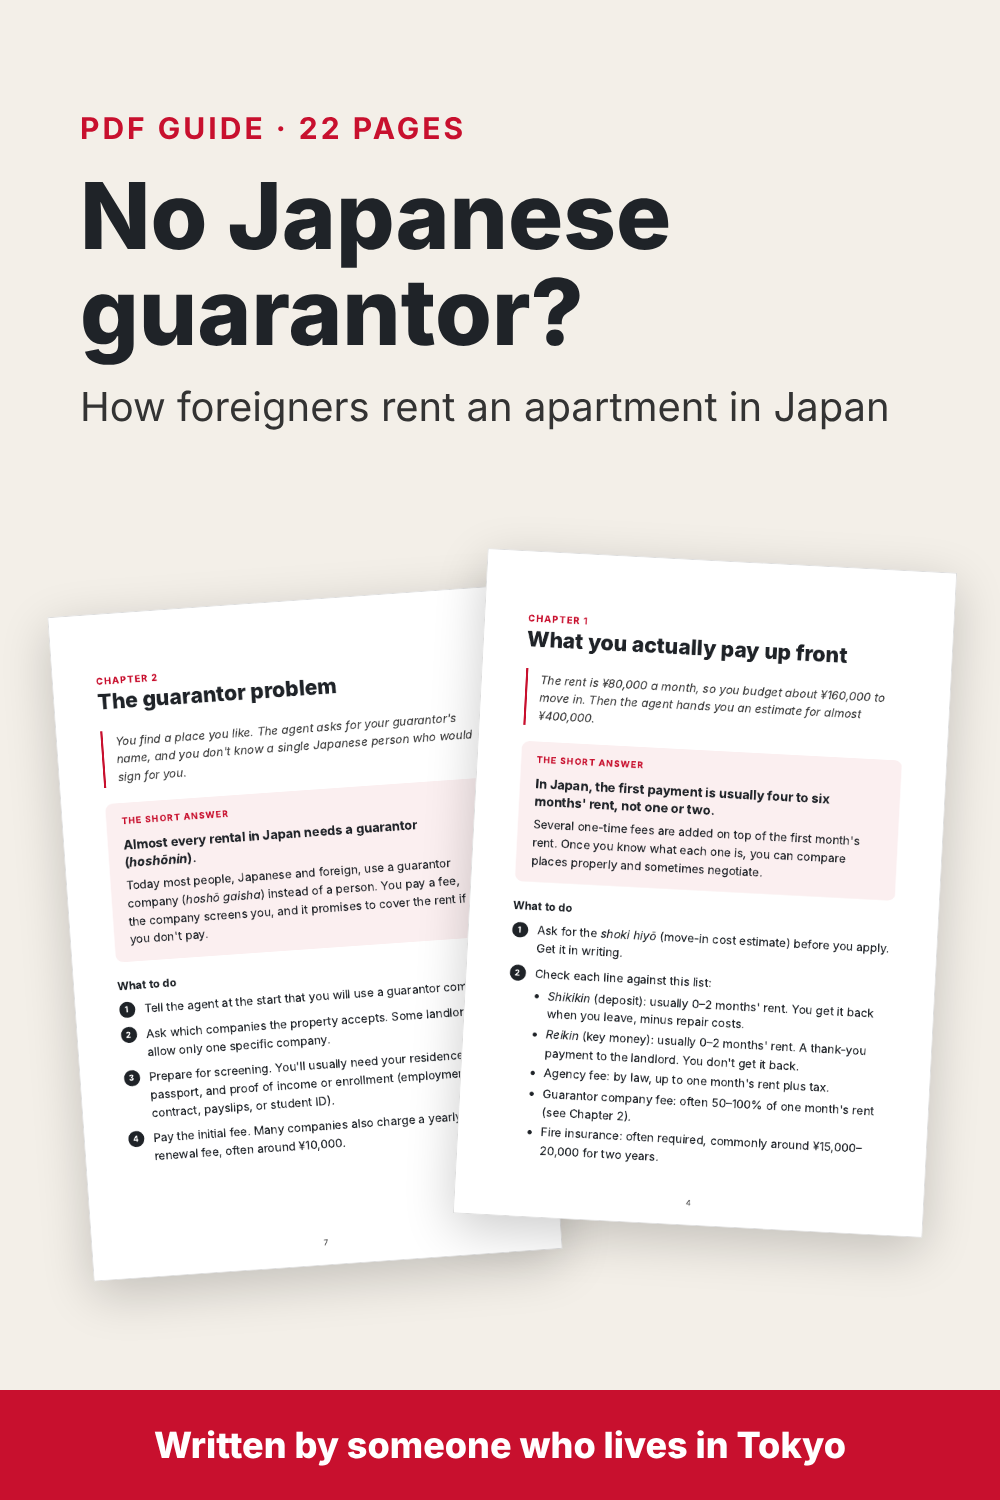 PDF GUIDE · 22 PAGES
No Japanese
guarantor?
How foreigners rent an apartment in Japan
CHAPTER 2
The guarantor problem
You find a place you like. The agent asks for your guarantor's
name, and you don't know a single Japanese person who would
sign for you.
THE SHORT ANSWER
Almost every rental in Japan needs a guarantor
(hoshōnin).
Today most people, Japanese and foreign, use a guarantor
company (hoshō gaisha) instead of a person. You pay a fee,
the company screens you, and it promises to cover the rent if
you don't pay.
What to do
1 Tell the agent at the start that you will use a guarantor
2 Ask which companies the property accepts. Some
allow only one specific company.
3 Prepare for screening. You'll usually need your residence
passport, and proof of income or enrollment
contract, payslips, or student ID).
4 Pay the initial fee. Many companies also charge a yearly
renewal fee, often around ¥10,000.
7
CHAPTER 1
What you actually pay up front
The rent is ¥80,000 a month, so you budget about ¥160,000 to
move in. Then the agent hands you an estimate for almost
¥400,000.
THE SHORT ANSWER
In Japan, the first payment is usually four to six
months' rent, not one or two.
Several one-time fees are added on top of the first month's
rent. Once you know what each one is, you can compare
places properly and sometimes negotiate.
What to do
1 Ask for the shoki hiyō (move-in cost estimate) before you apply.
Get it in writing.
2 Check each line against this list:
• Shikikin (deposit): usually 0–2 months' rent. You get it back
when you leave, minus repair costs.
• Reikin (key money): usually 0–2 months' rent. A thank-you
payment to the landlord. You don't get it back.
• Agency fee: by law, up to one month's rent plus tax.
• Guarantor company fee: often 50–100% of one month's rent
(see Chapter 2).
• Fire insurance: often required, commonly around ¥15,000–
20,000 for two years.
4
Written by someone who lives in Tokyo